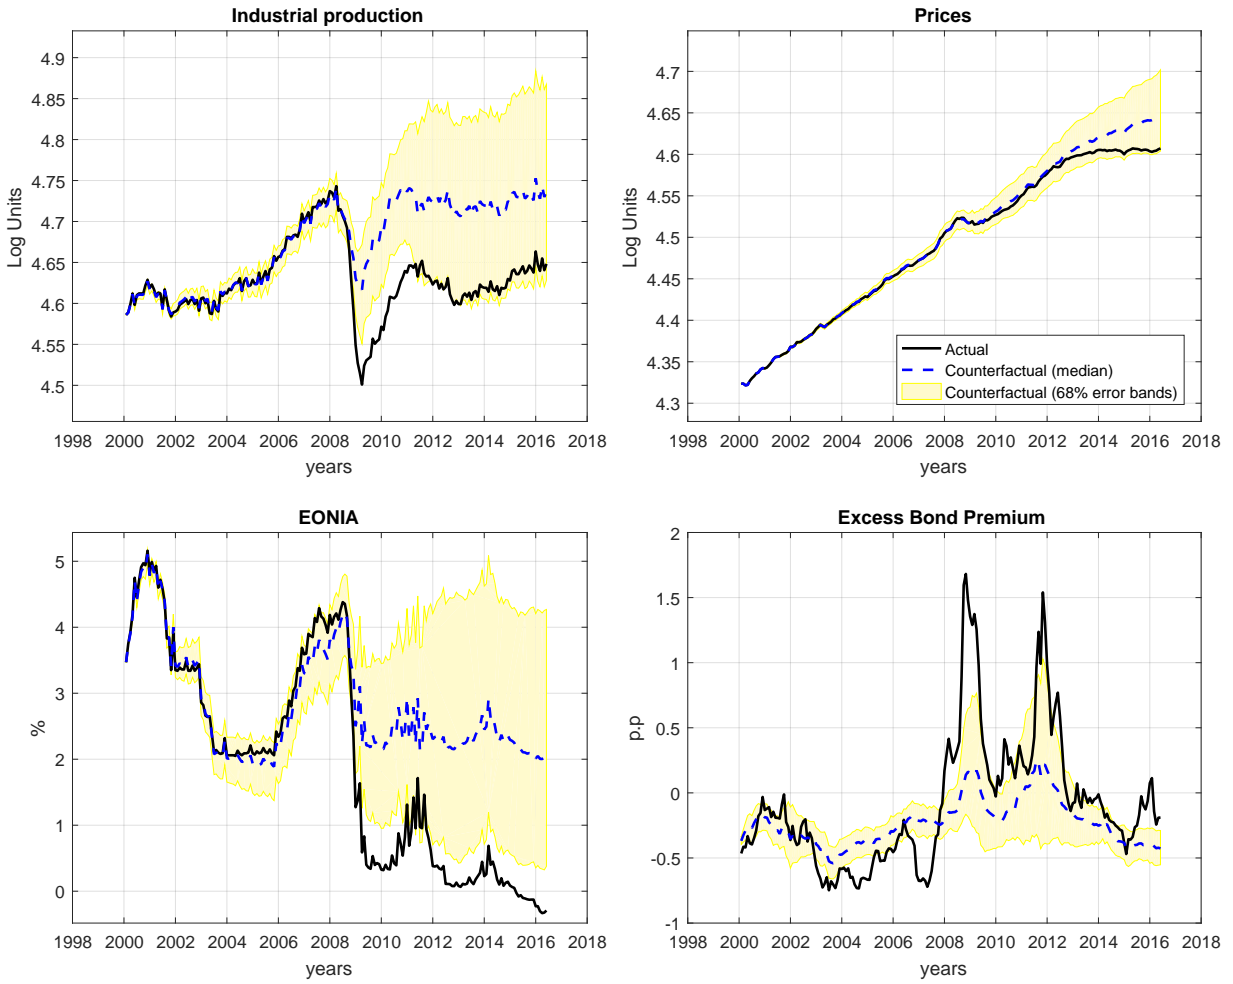 Industrial production
4.9
4.85
4.8
4.75
4.7
4.65
4.6
4.55
4.5
Log Units
1998 2000 2002 2004 2006 2008 2010 2012 2014 2016 2018
years
Prices
4.7
4.65
4.6
4.55
4.5
4.45
4.4
4.35
4.3
Log Units
Actual
Counterfactual (median)
Counterfactual (68% error bands)
1998 2000 2002 2004 2006 2008 2010 2012 2014 2016 2018
years
EONIA
5
4
3
2
1
0
%
1998 2000 2002 2004 2006 2008 2010 2012 2014 2016 2018
years
Excess Bond Premium
2
1.5
1
0.5
0
-0.5
-1
p.p
1998 2000 2002 2004 2006 2008 2010 2012 2014 2016 2018
years